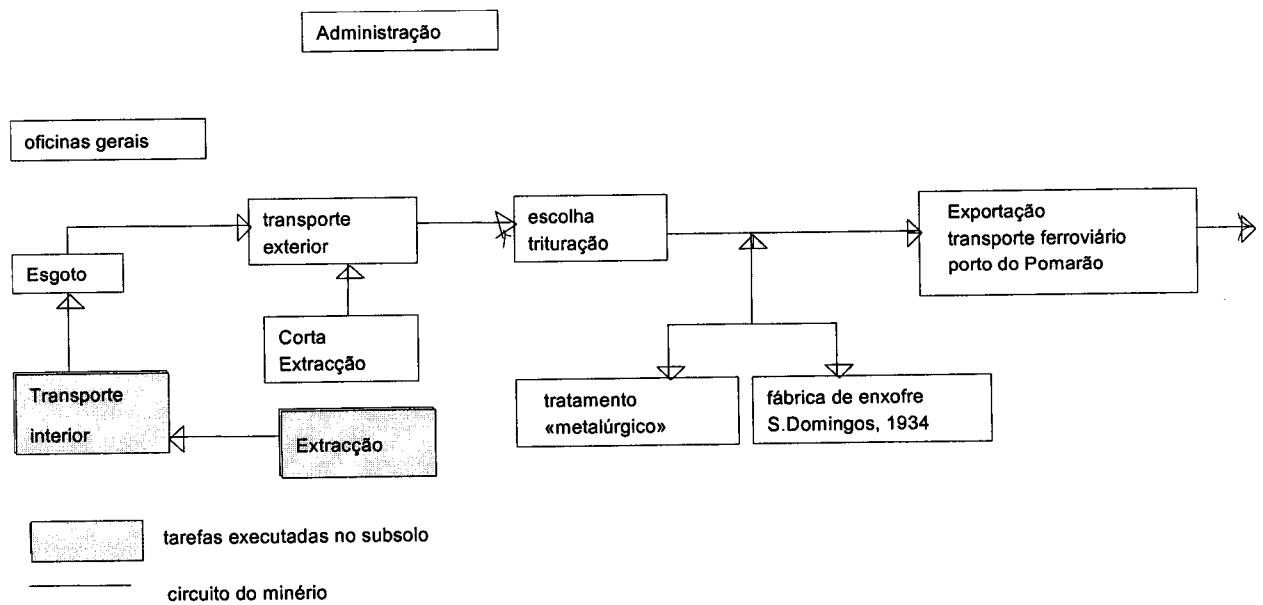 Administração
oficinas gerais
transporte
exterior
escolha
trituração
Exportação
transporte ferroviário
porto do Pomarão
Esgoto
Corta
Extracção
Transporte
interior
Extracção
tratamento
«metalúrgico»
fábrica de enxofre
S.Domingos, 1934
tarefas executadas no subsolo
circuito do minério